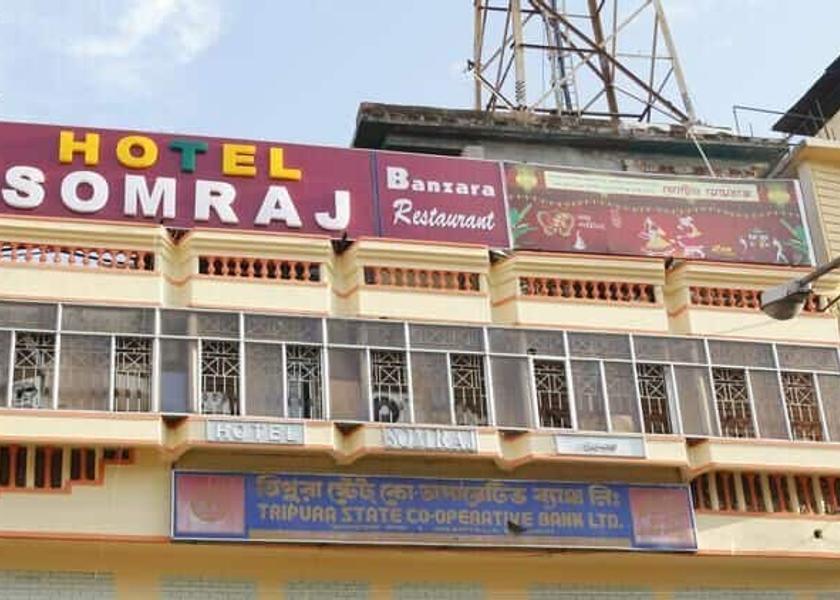 HOTEL
SOMRAJ
Banzara
Restaurant
HOTEL
SOMRAJ
ত্রিপুরা স্টেট কো-অপারেটিভ ব্যাঙ্ক লিঃ
TRIPURA STATE CO-OPERATIVE BANK LTD.